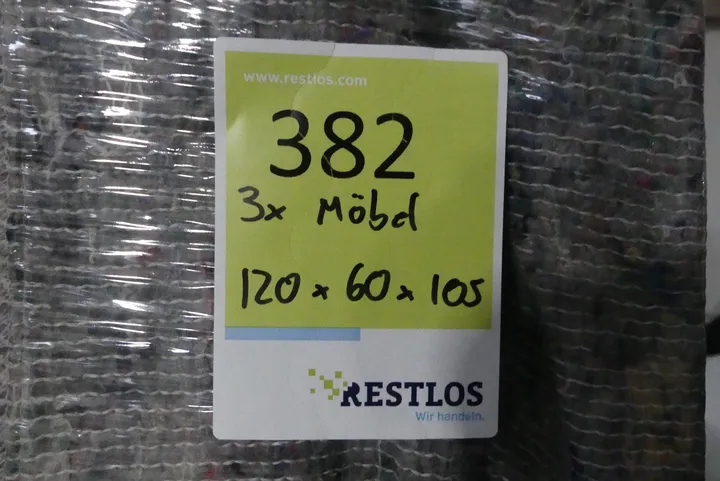 www.restlos.com
382
3x Möbel
120 x 60 x 105
RESTLOS
Wir handeln.